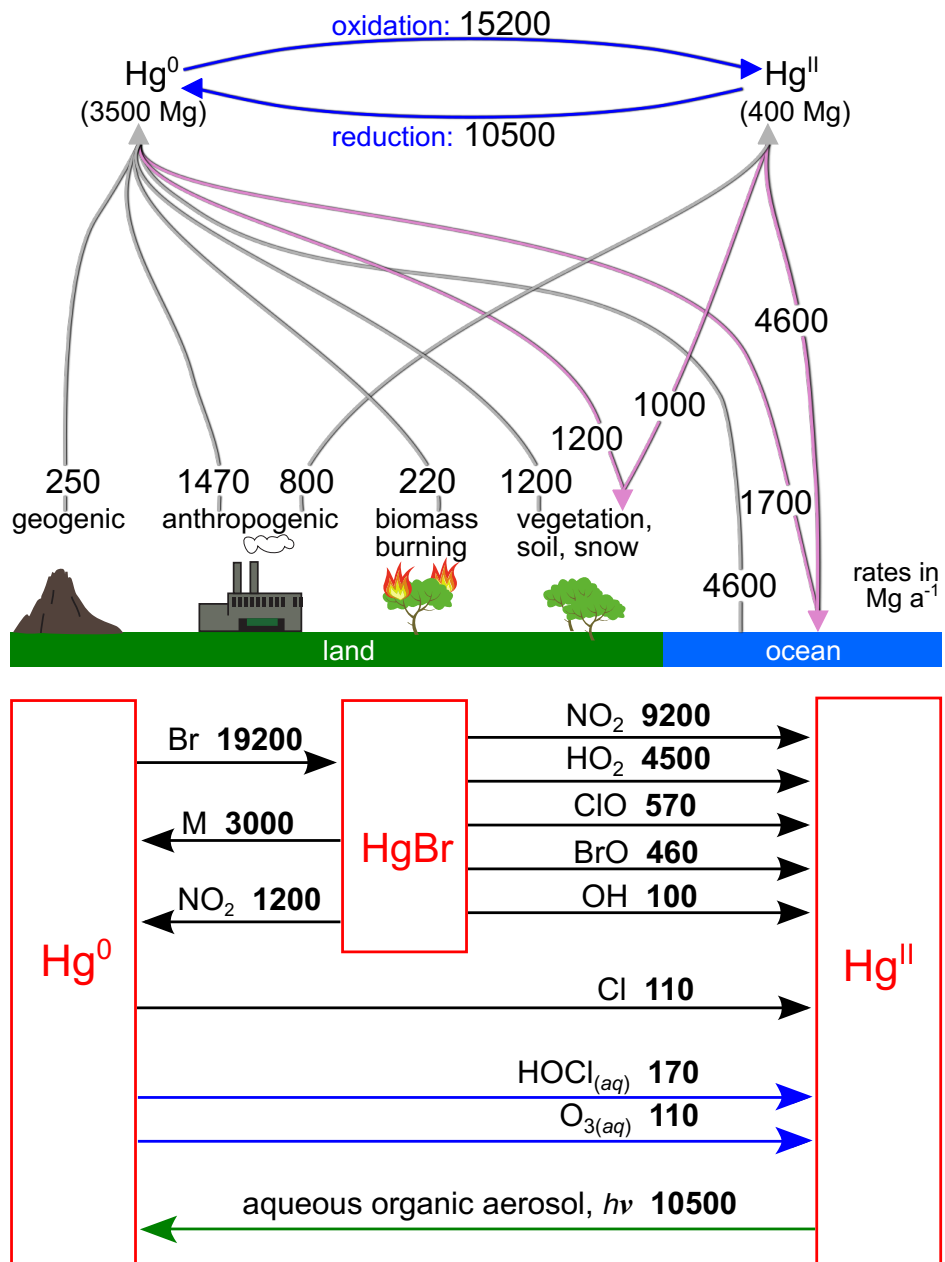 oxidation: 15200
Hg⁰ Hgᴵᴵ
(3500 Mg) (400 Mg)
reduction: 10500
4600
1000
1200
250 1470 800 220 1200 1700
geogenic anthropogenic biomass burning vegetation, soil, snow
4600
rates in
Mg a⁻¹
land ocean
Br 19200
NO₂ 9200
HO₂ 4500
M 3000
ClO 570
HgBr
BrO 460
NO₂ 1200
OH 100
Hg⁰ Hgᴵᴵ
Cl 110
HOCl(aq) 170
O₃(aq) 110
aqueous organic aerosol, hν 10500